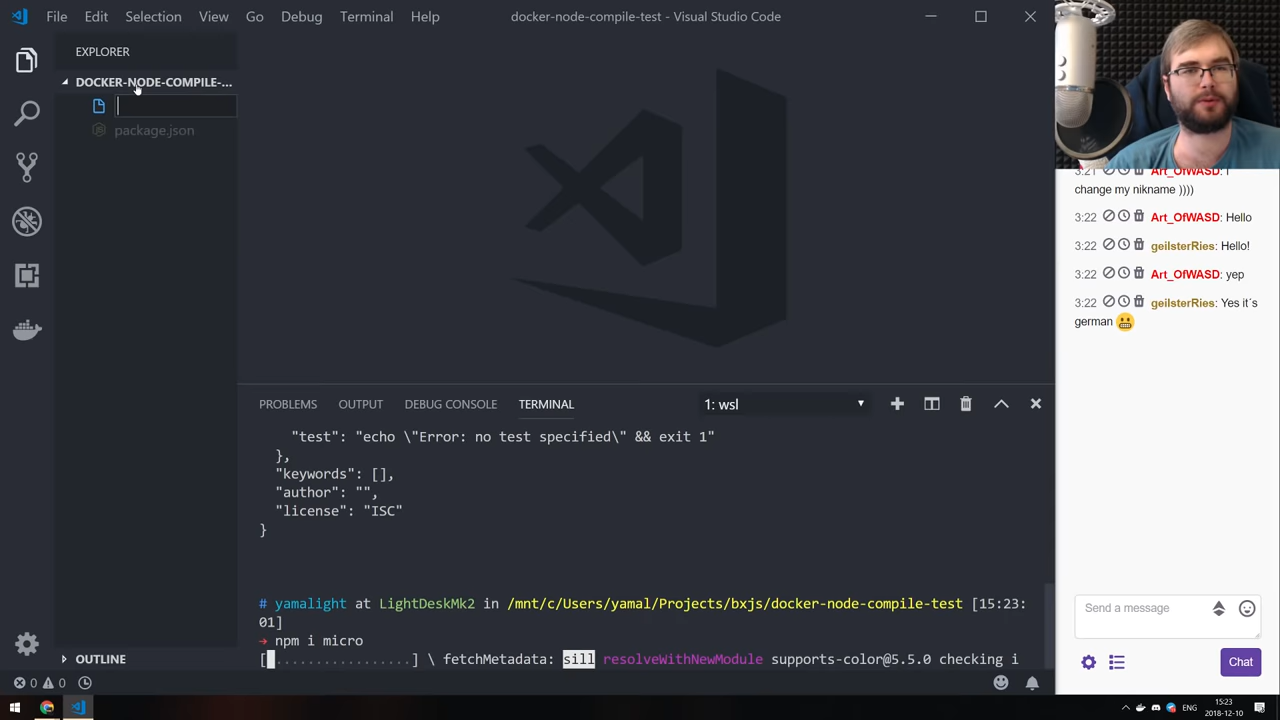 File Edit Selection View Go Debug Terminal Help
docker-node-compile-test - Visual Studio Code
EXPLORER
DOCKER-NODE-COMPILE-...
package.json
PROBLEMS OUTPUT DEBUG CONSOLE TERMINAL
1: wsl
"test": "echo \"Error: no test specified\" && exit 1"
},
"keywords": [],
"author": "",
"license": "ISC"
}
# yamalight at LightDeskMk2 in /mnt/c/Users/yamal/Projects/bxjs/docker-node-compile-test [15:23:
01]
➜ npm i micro
[ .................] \ fetchMetadata: sill resolveWithNewModule supports-color@5.5.0 checking i
OUTLINE
0 0
3:21 Art_OfWASD: I
change my nikname ))))
3:22 Art_OfWASD: Hello
3:22 geilsterRies: Hello!
3:22 Art_OfWASD: yep
3:22 geilsterRies: Yes it´s
german
Send a message
Chat
ENG
15:23
2018-12-10